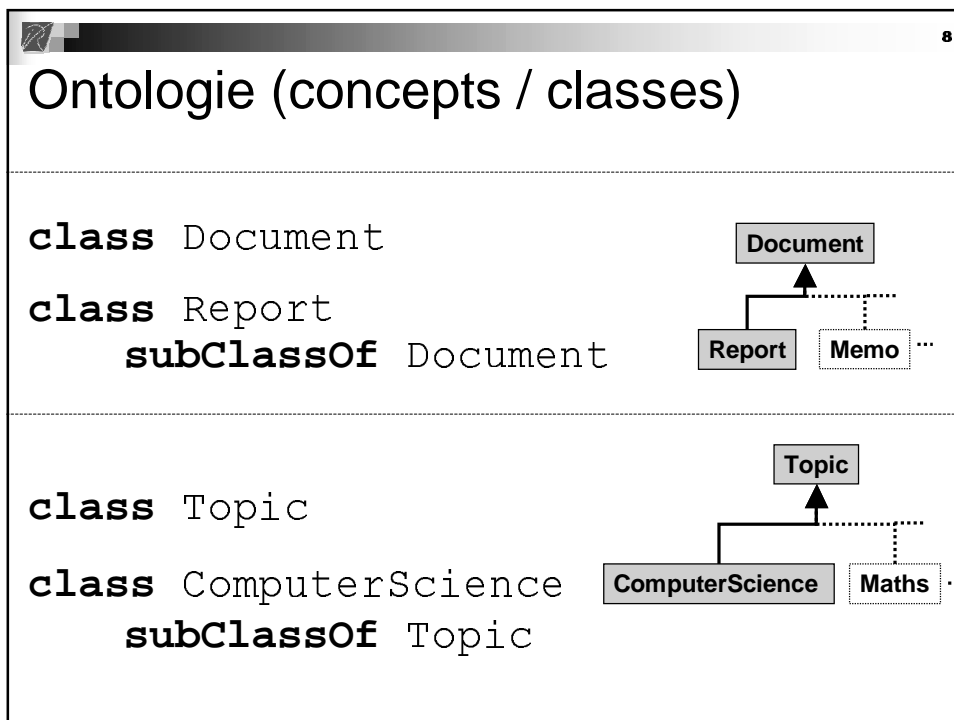 8
Ontologie (concepts / classes)
class Document
class Report
subClassOf Document
Document
Report Memo ...
class Topic
class ComputerScience
subClassOf Topic
Topic
ComputerScience Maths .